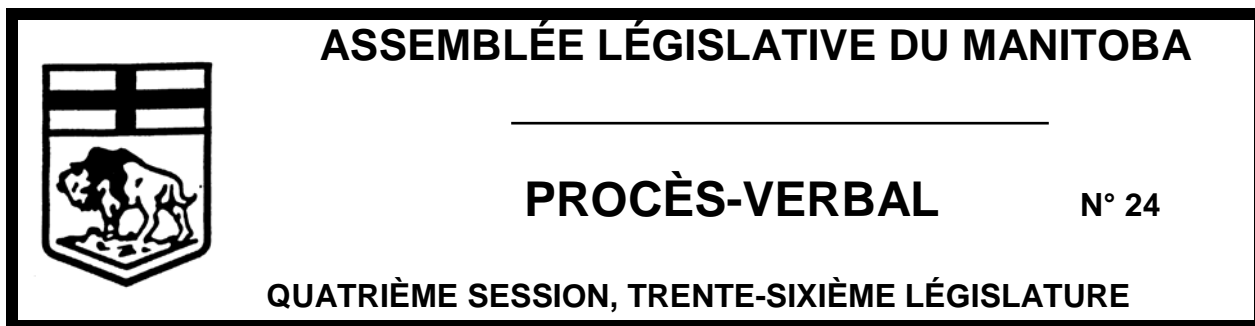 ASSEMBLÉE LÉGISLATIVE DU MANITOBA
PROCÈS-VERBAL N° 24
QUATRIÈME SESSION, TRENTE-SIXIÈME LÉGISLATURE